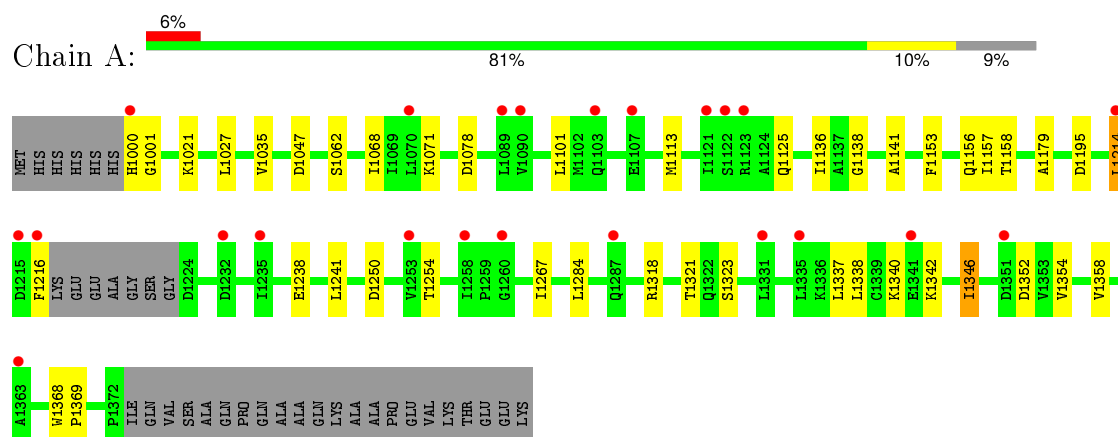 6%
Chain A:
81% 10% 9%
MET HIS HIS HIS HIS HIS H1000 G1001 K1021 L1027 V1035 D1047 S1062 I1068 I1069 L1070 K1071 D1078 L1089 V1090 L1101 M1102 Q1103 E1107 M1113 I1121 S1122 R1123 A1124 Q1125 I1136 A1137 G1138 A1141 F1153 Q1156 I1157 T1158 A1179 D1195 L1214
D1215 F1216 LYS GLU GLU ALA GLY SER GLY D1224 D1232 I1235 E1238 L1241 D1250 V1253 T1254 I1258 P1259 G1260 I1267 L1284 Q1287 R1318 T1321 Q1322 S1323 L1331 L1335 K1336 L1337 L1338 C1339 K1340 E1341 K1342 I1346 D1351 D1352 V1353 V1354 V1358
A1363 W1368 P1369 P1372 ILE GLN VAL SER ALA GLN PRO GLN ALA ALA GLN LYS ALA ALA PRO GLU VAL LYS THR GLU GLU LYS